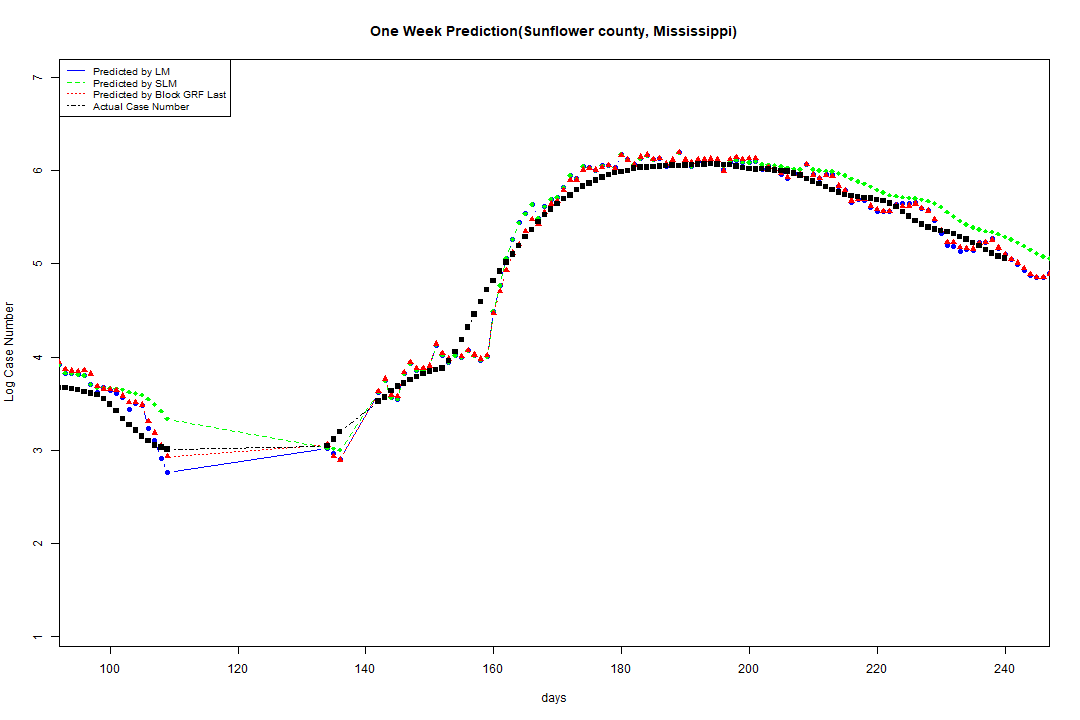 One Week Prediction(Sunflower county, Mississippi)
Predicted by LM
Predicted by SLM
Predicted by Block GRF Last
Actual Case Number
7
6
5
4
3
2
1
Log Case Number
100 120 140 160 180 200 220 240
days